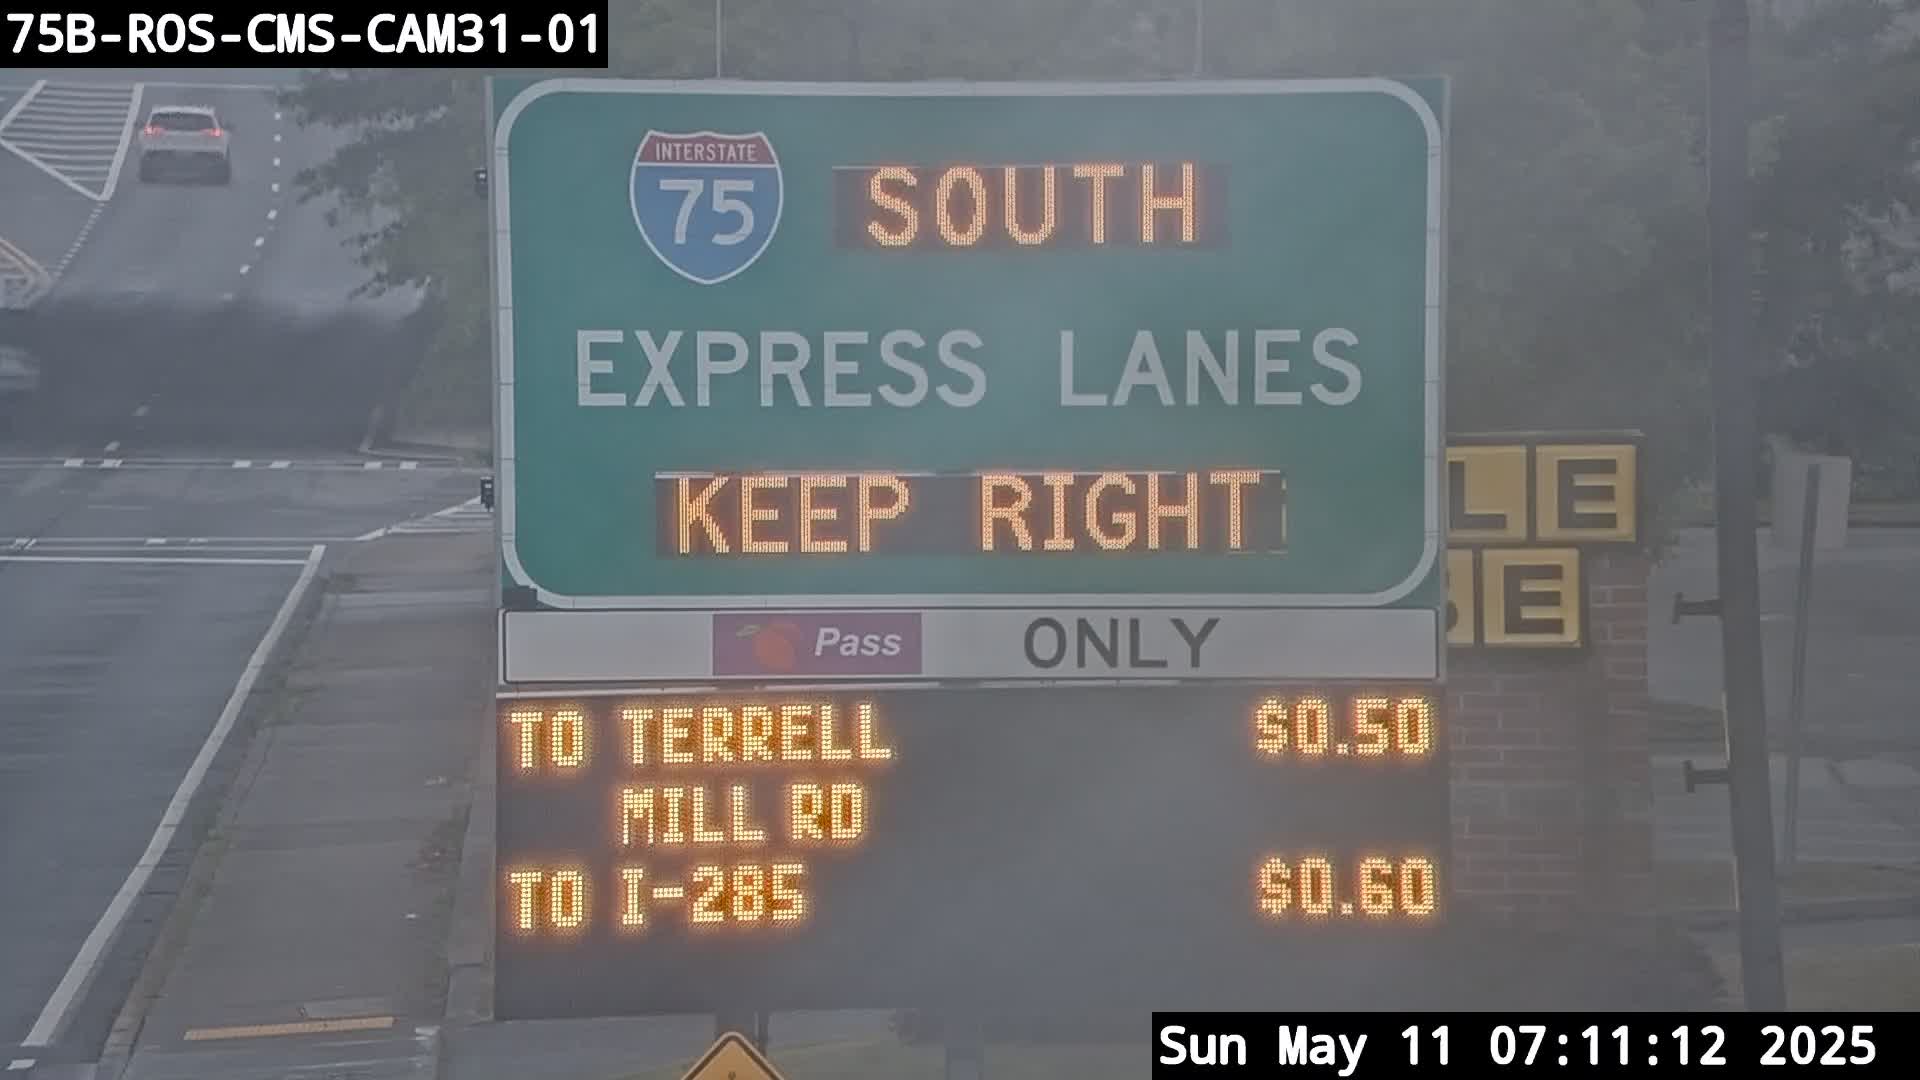 75B-ROS-CMS-CAM31-01
INTERSTATE
75
SOUTH
EXPRESS LANES
KEEP RIGHT
Pass ONLY
TO TERRELL $0.50
MILL RD
TO I-285 $0.60
LE
E
Sun May 11 07:11:12 2025